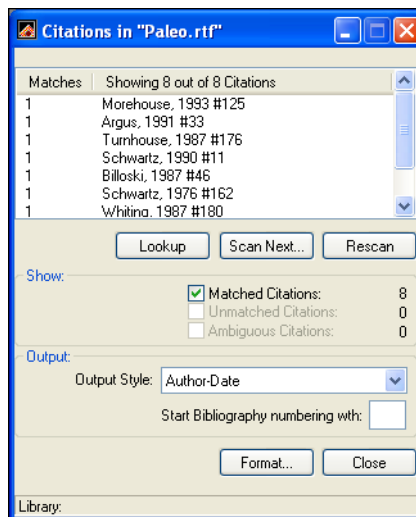 Citations in "Paleo.rtf"
Matches Showing 8 out of 8 Citations
1 Morehouse, 1993 #125
1 Argus, 1991 #33
1 Turnhouse, 1987 #176
1 Schwartz, 1990 #11
1 Billoski, 1987 #46
1 Schwartz, 1976 #162
1 Whiting, 1987 #180
Lookup Scan Next... Rescan
Show:
Matched Citations: 8
Unmatched Citations: 0
Ambiguous Citations: 0
Output:
Output Style: Author-Date
Start Bibliography numbering wth:
Format... Close
Library: